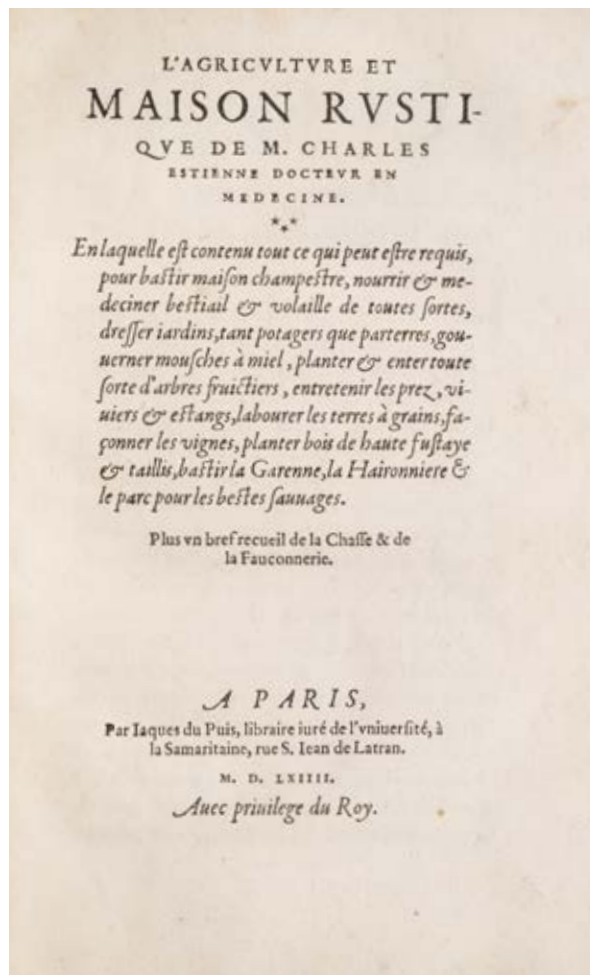 L'AGRICVLTVRE ET
MAISON RVSTI-
QVE DE M. CHARLES
ESTIENNE DOCTEVR EN
MEDECINE.
En laquelle eſt contenu tout ce qui peut eſtre requis,
pour baſtir maiſon champeſtre, nourrir & me-
deciner beſtiail & volaille de toutes ſortes,
dreſſer iardins, tant potagers que parterres, gou-
uerner mouſches à miel, planter & enter toute
ſorte d'arbres fruictiers, entretenir les prez, vi-
uiers & eſtangs, labourer les terres à grains, fa-
çonner les vignes, planter bois de haute fuſtaye
& taillis, baſtir la Garenne, la Haironniere &
le parc pour les beſtes ſauuages.
Plus vn bref recueil de la Chaſſe & de
la Fauconnerie.
A PARIS,
Par Iaques du Puis, libraire iuré de l'vniuerſité, à
la Samaritaine, rue S. Iean de Latran.
M. D. LXIIII.
Auec priuilege du Roy.